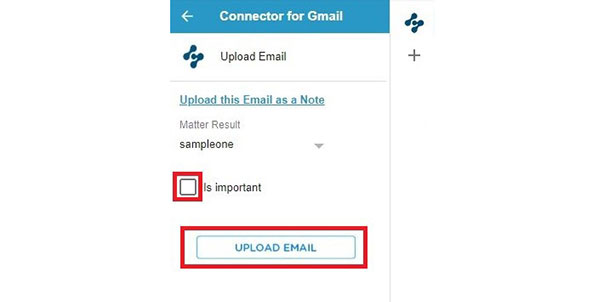 Connector for Gmail
Upload Email
Upload this Email as a Note
Matter Result
sampleone
Is important
UPLOAD EMAIL